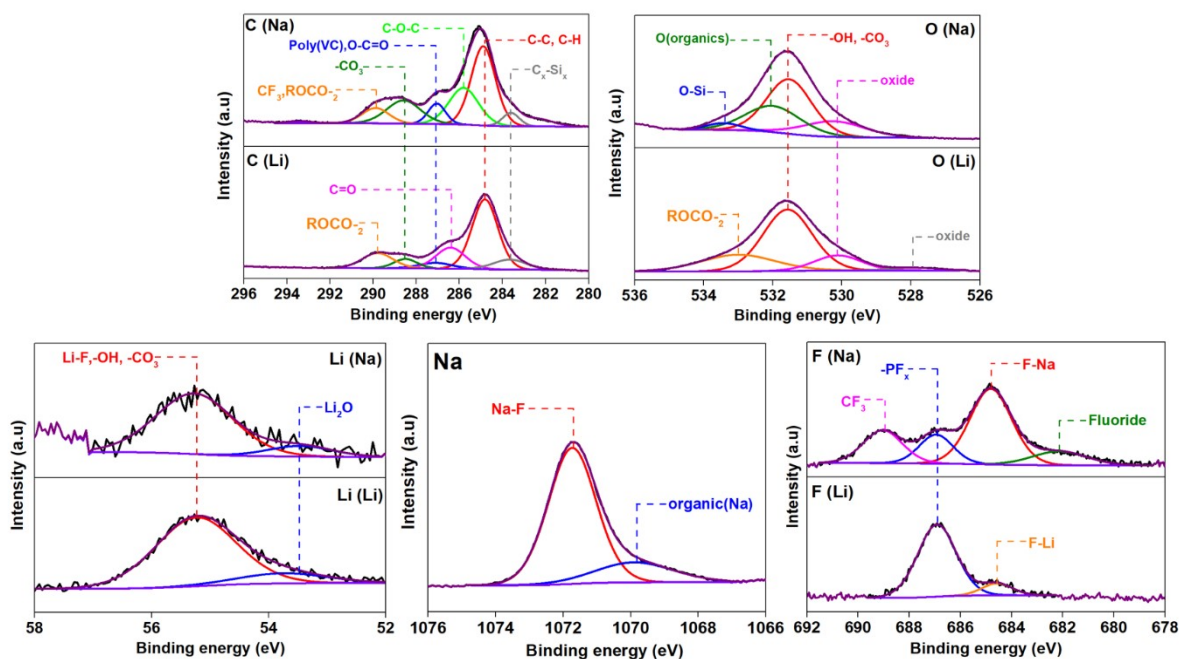 C (Na)
C-O-C
Poly(VC),O-C=O
C-C, C-H
-CO3
Cx-Six
CF3,ROCO-2
C (Li)
C=O
ROCO-2
Intensity (a.u)
Intensity (a.u)
296 294 292 290 288 286 284 282 280
Binding energy (eV)
O (Na)
O(organics)
-OH, -CO3
O-Si
oxide
O (Li)
ROCO-2
oxide
Intensity (a.u)
Intensity (a.u)
536 534 532 530 528 526
Binding energy (eV)
Li (Na)
Li-F,-OH, -CO3
Li2O
Li (Li)
Intensity (a.u)
58 56 54 52
Binding energy (eV)
Na
Na-F
organic(Na)
Intensity (a.u)
1076 1074 1072 1070 1068 1066
Binding energy (eV)
F (Na)
-PFx
F-Na
CF3
Fluoride
F (Li)
F-Li
Intensity (a.u)
692 690 688 686 684 682 680 678
Binding energy (eV)